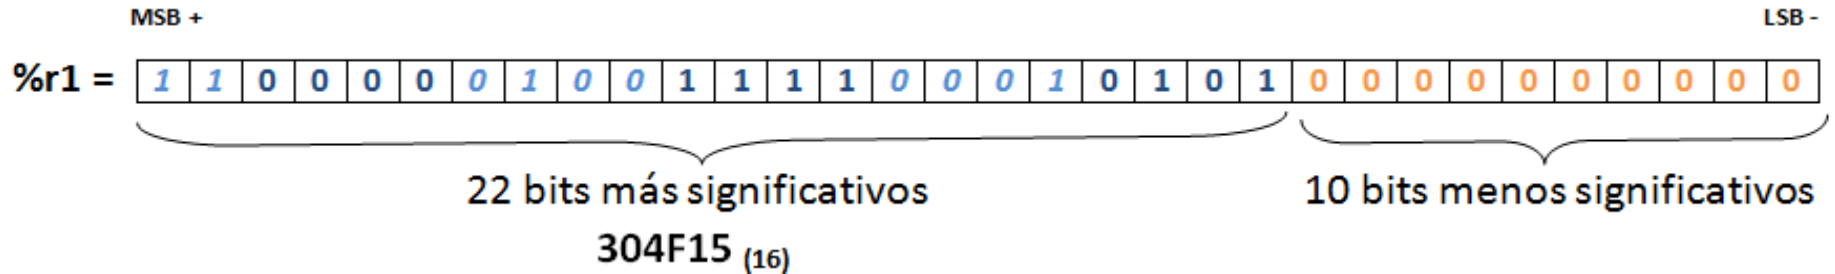 MSB + LSB -
%r1 = 1 1 0 0 0 0 0 1 0 0 1 1 1 1 0 0 0 1 0 1 0 1 0 0 0 0 0 0 0 0 0 0
22 bits más significativos 10 bits menos significativos
304F15 (16)